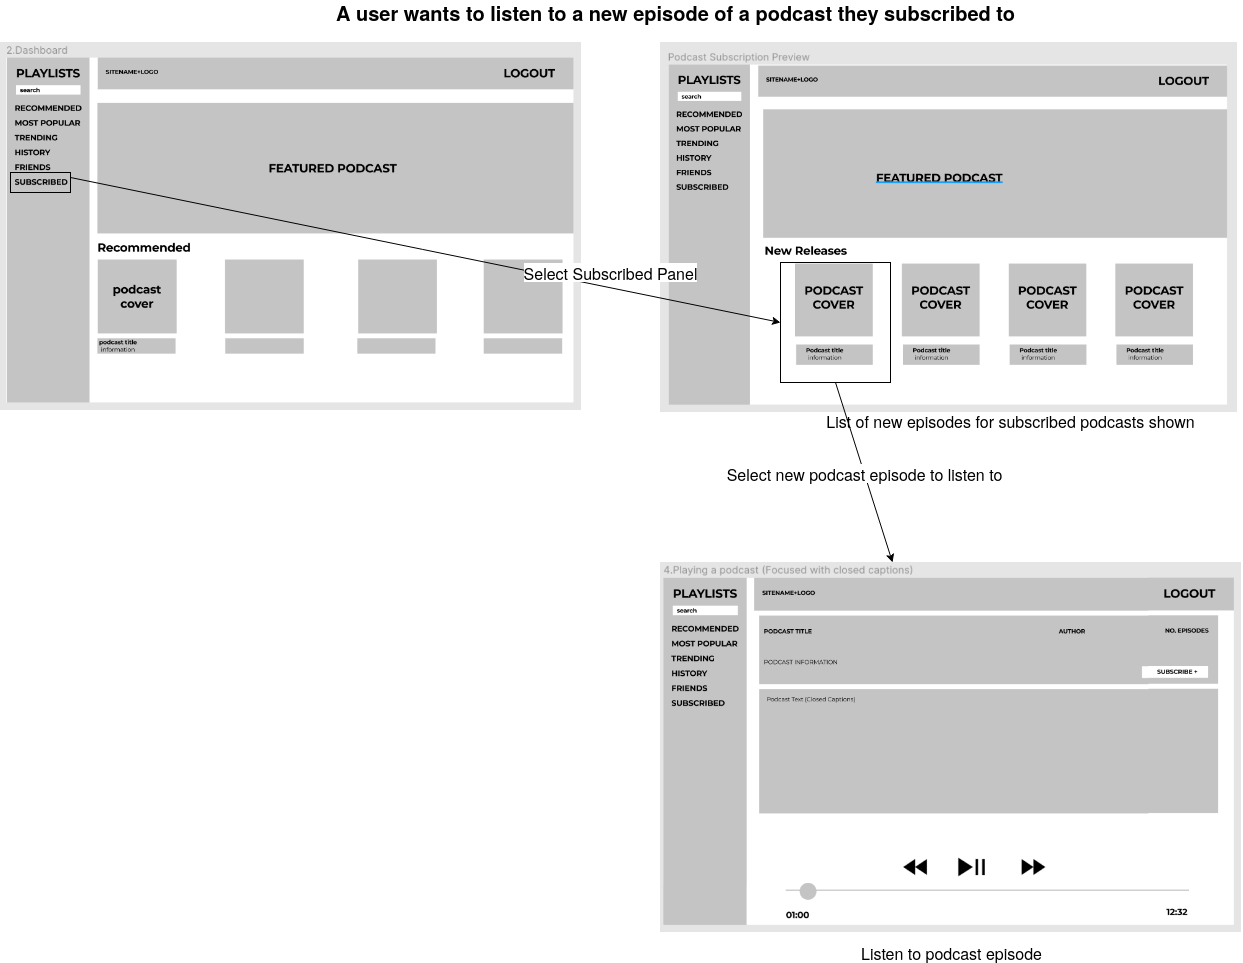 A user wants to listen to a new episode of a podcast they subscribed to
2.Dashboard
PLAYLISTS
search
RECOMMENDED
MOST POPULAR
TRENDING
HISTORY
FRIENDS
SUBSCRIBED
SITENAME+LOGO
LOGOUT
FEATURED PODCAST
Recommended
podcast
cover
podcast title
information
Select Subscribed Panel
Podcast Subscription Preview
PLAYLISTS
search
RECOMMENDED
MOST POPULAR
TRENDING
HISTORY
FRIENDS
SUBSCRIBED
SITENAME+LOGO
LOGOUT
FEATURED PODCAST
New Releases
PODCAST
COVER
Podcast title
information
PODCAST
COVER
Podcast title
information
PODCAST
COVER
Podcast title
information
PODCAST
COVER
Podcast title
information
List of new episodes for subscribed podcasts shown
Select new podcast episode to listen to
4.Playing a podcast (Focused with closed captions)
PLAYLISTS
search
RECOMMENDED
MOST POPULAR
TRENDING
HISTORY
FRIENDS
SUBSCRIBED
SITENAME+LOGO
LOGOUT
PODCAST TITLE
AUTHOR
NO. EPISODES
PODCAST INFORMATION
SUBSCRIBE +
Podcast Text (Closed Captions)
01:00
12:32
Listen to podcast episode